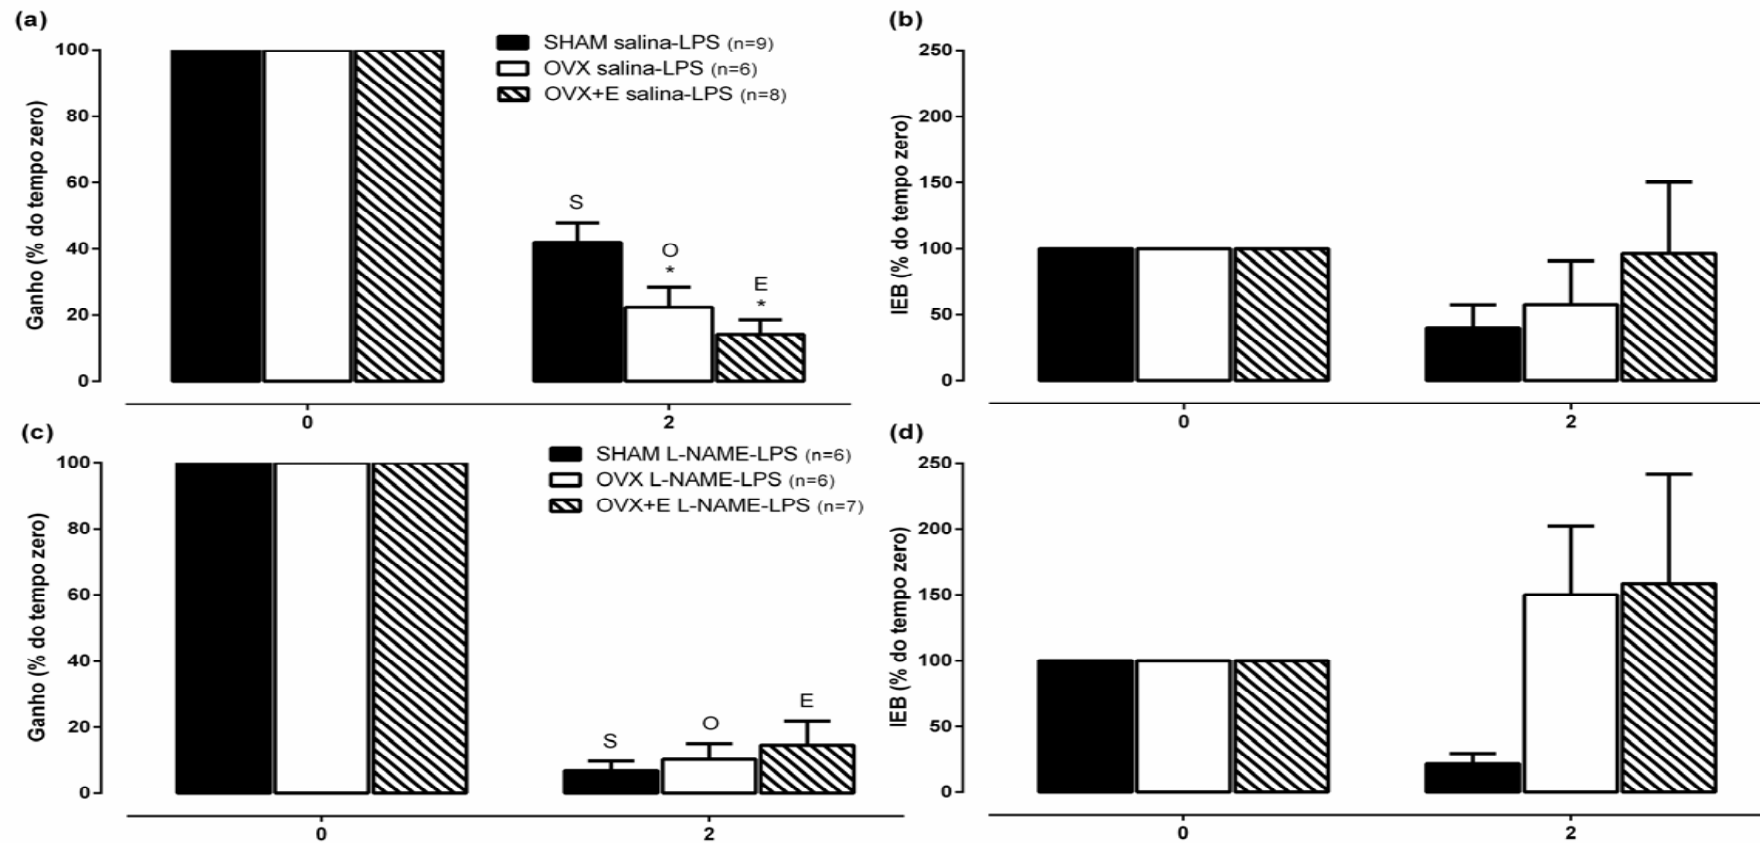 (a)
SHAM salina-LPS (n=9)
OVX salina-LPS (n=6)
OVX+E salina-LPS (n=8)
Ganho (% do tempo zero)
100
80
60
40
20
0
S
O
*
E
*
0
2
(b)
IEB (% do tempo zero)
250
200
150
100
50
0
0
2
(c)
SHAM L-NAME-LPS (n=6)
OVX L-NAME-LPS (n=6)
OVX+E L-NAME-LPS (n=7)
Ganho (% do tempo zero)
100
80
60
40
20
0
S
O
E
0
2
(d)
IEB (% do tempo zero)
250
200
150
100
50
0
0
2